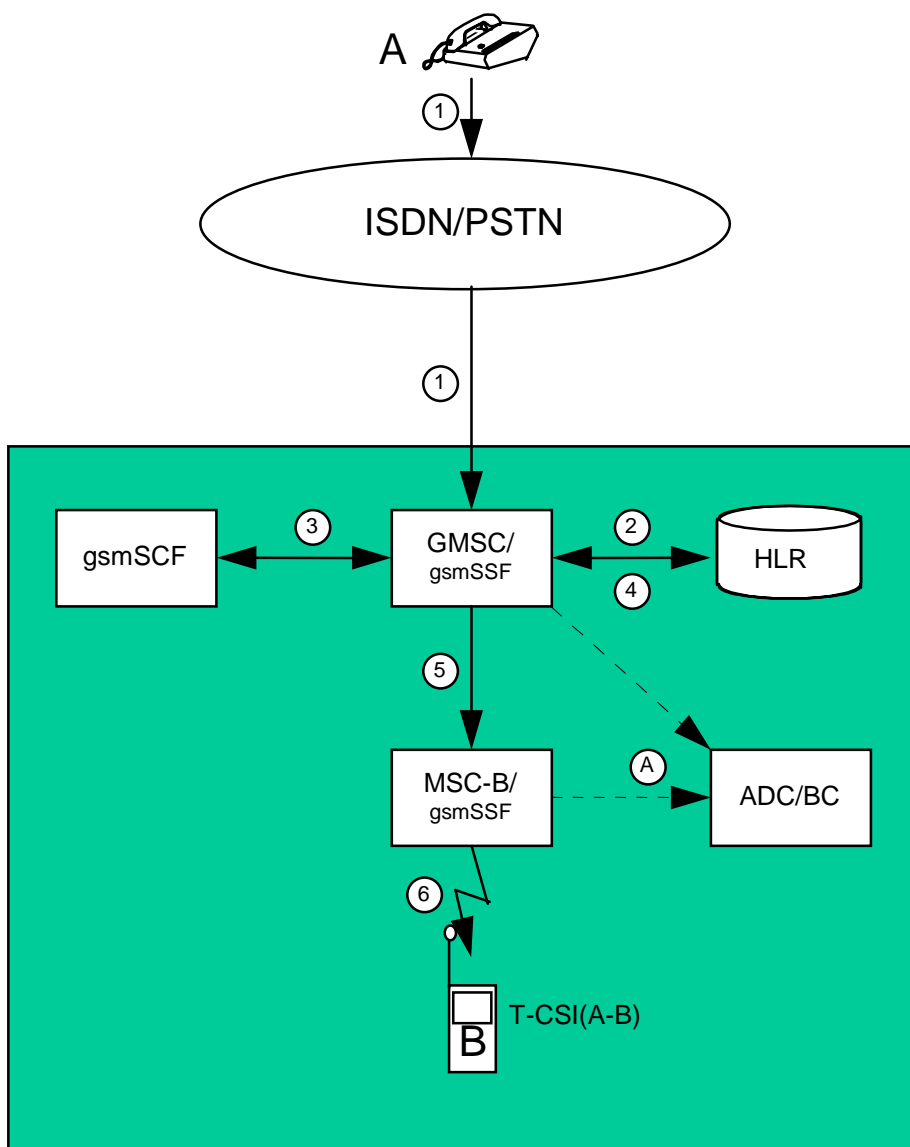 A
1
ISDN/PSTN
1
gsmSCF
3
GMSC/
gsmSSF
2
4
HLR
5
MSC-B/
gsmSSF
A
ADC/BC
6
T-CSI(A-B)
B